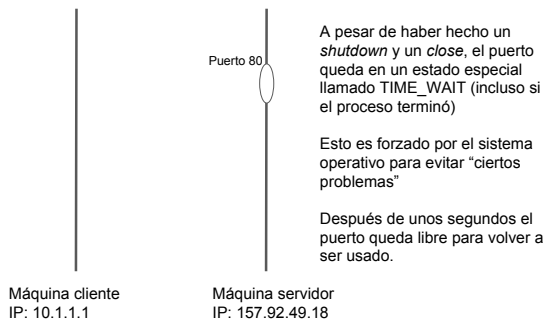 A pesar de haber hecho un
shutdown y un close, el puerto
queda en un estado especial
llamado TIME_WAIT (incluso si
el proceso terminó)
Esto es forzado por el sistema
operativo para evitar “ciertos
problemas”
Después de unos segundos el
puerto queda libre para volver a
ser usado.
Puerto 80
Máquina cliente
IP: 10.1.1.1
Máquina servidor
IP: 157.92.49.18